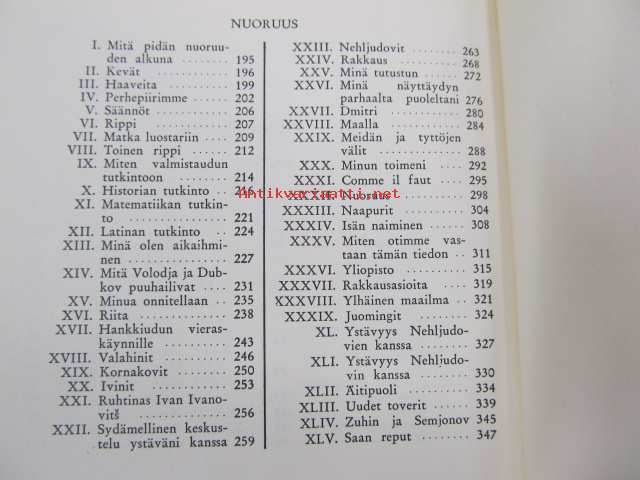 NUORUUS
I. Mitä pidän nuoruu-
den alkuna ...... 195
II. Kevät ........... 196
III. Haaveita ........ 199
IV. Perhepiirimme .... 202
V. Säännöt ......... 206
VI. Rippi ........... 207
VII. Matka luostariin .. 209
VIII. Toinen rippi ..... 212
IX. Miten valmistaudun
tutkintoon ....... 214
X. Historian tutkinto ..
XI. Matematiikan tutkin-
to .............. 221
XII. Latinan tutkinto .. 224
XIII. Minä olen aikaihmi-
nen ............. 227
XIV. Mitä Volodja ja Dub-
kov puuhailivat ... 231
XV. Minua onnitellaan .. 235
XVI. Riita ............ 238
XVII. Hankkiudun vieras-
käynnille ........ 243
XVIII. Valahinit ........ 246
XIX. Kornakovit ...... 250
XX. Ivinit ........... 253
XXI. Ruhtinas Ivan Ivano-
vitš ............. 256
XXII. Sydämellinen keskus-
telu ystäväni kanssa 259
XXIII. Nehljudovit ...... 263
XXIV. Rakkaus ......... 268
XXV. Minä tutustun .... 272
XXVI. Minä näyttäydyn
parhaalta puoleltani 276
XXVII. Dmitri .......... 280
XXVIII. Maalla .......... 284
XXIX. Meidän ja tyttöjen
välit ............ 288
XXX. Minun toimeni ... 292
XXXI. Comme il faut ... 295
XXXII. Nuoruus ........ 298
XXXIII. Naapurit ........ 304
XXXIV. Isän naiminen .... 308
XXXV. Miten otimme vas-
taan tämän tiedon .. 311
XXXVI. Yliopisto ........ 315
XXXVII. Rakkausasioita .... 319
XXXVIII. Ylhäinen maailma .. 321
XXXIX. Juomingit ........ 324
XL. Ystävyys Nehljudo-
vien kanssa ...... 327
XLI. Ystävyys Nehljudo-
vin kanssa ....... 330
XLII. Äitipuoli ........ 334
XLIII. Uudet toverit .... 339
XLIV. Zuhin ja Semjonov 345
XLV. Saan reput ....... 347
Antikvariaatti.net